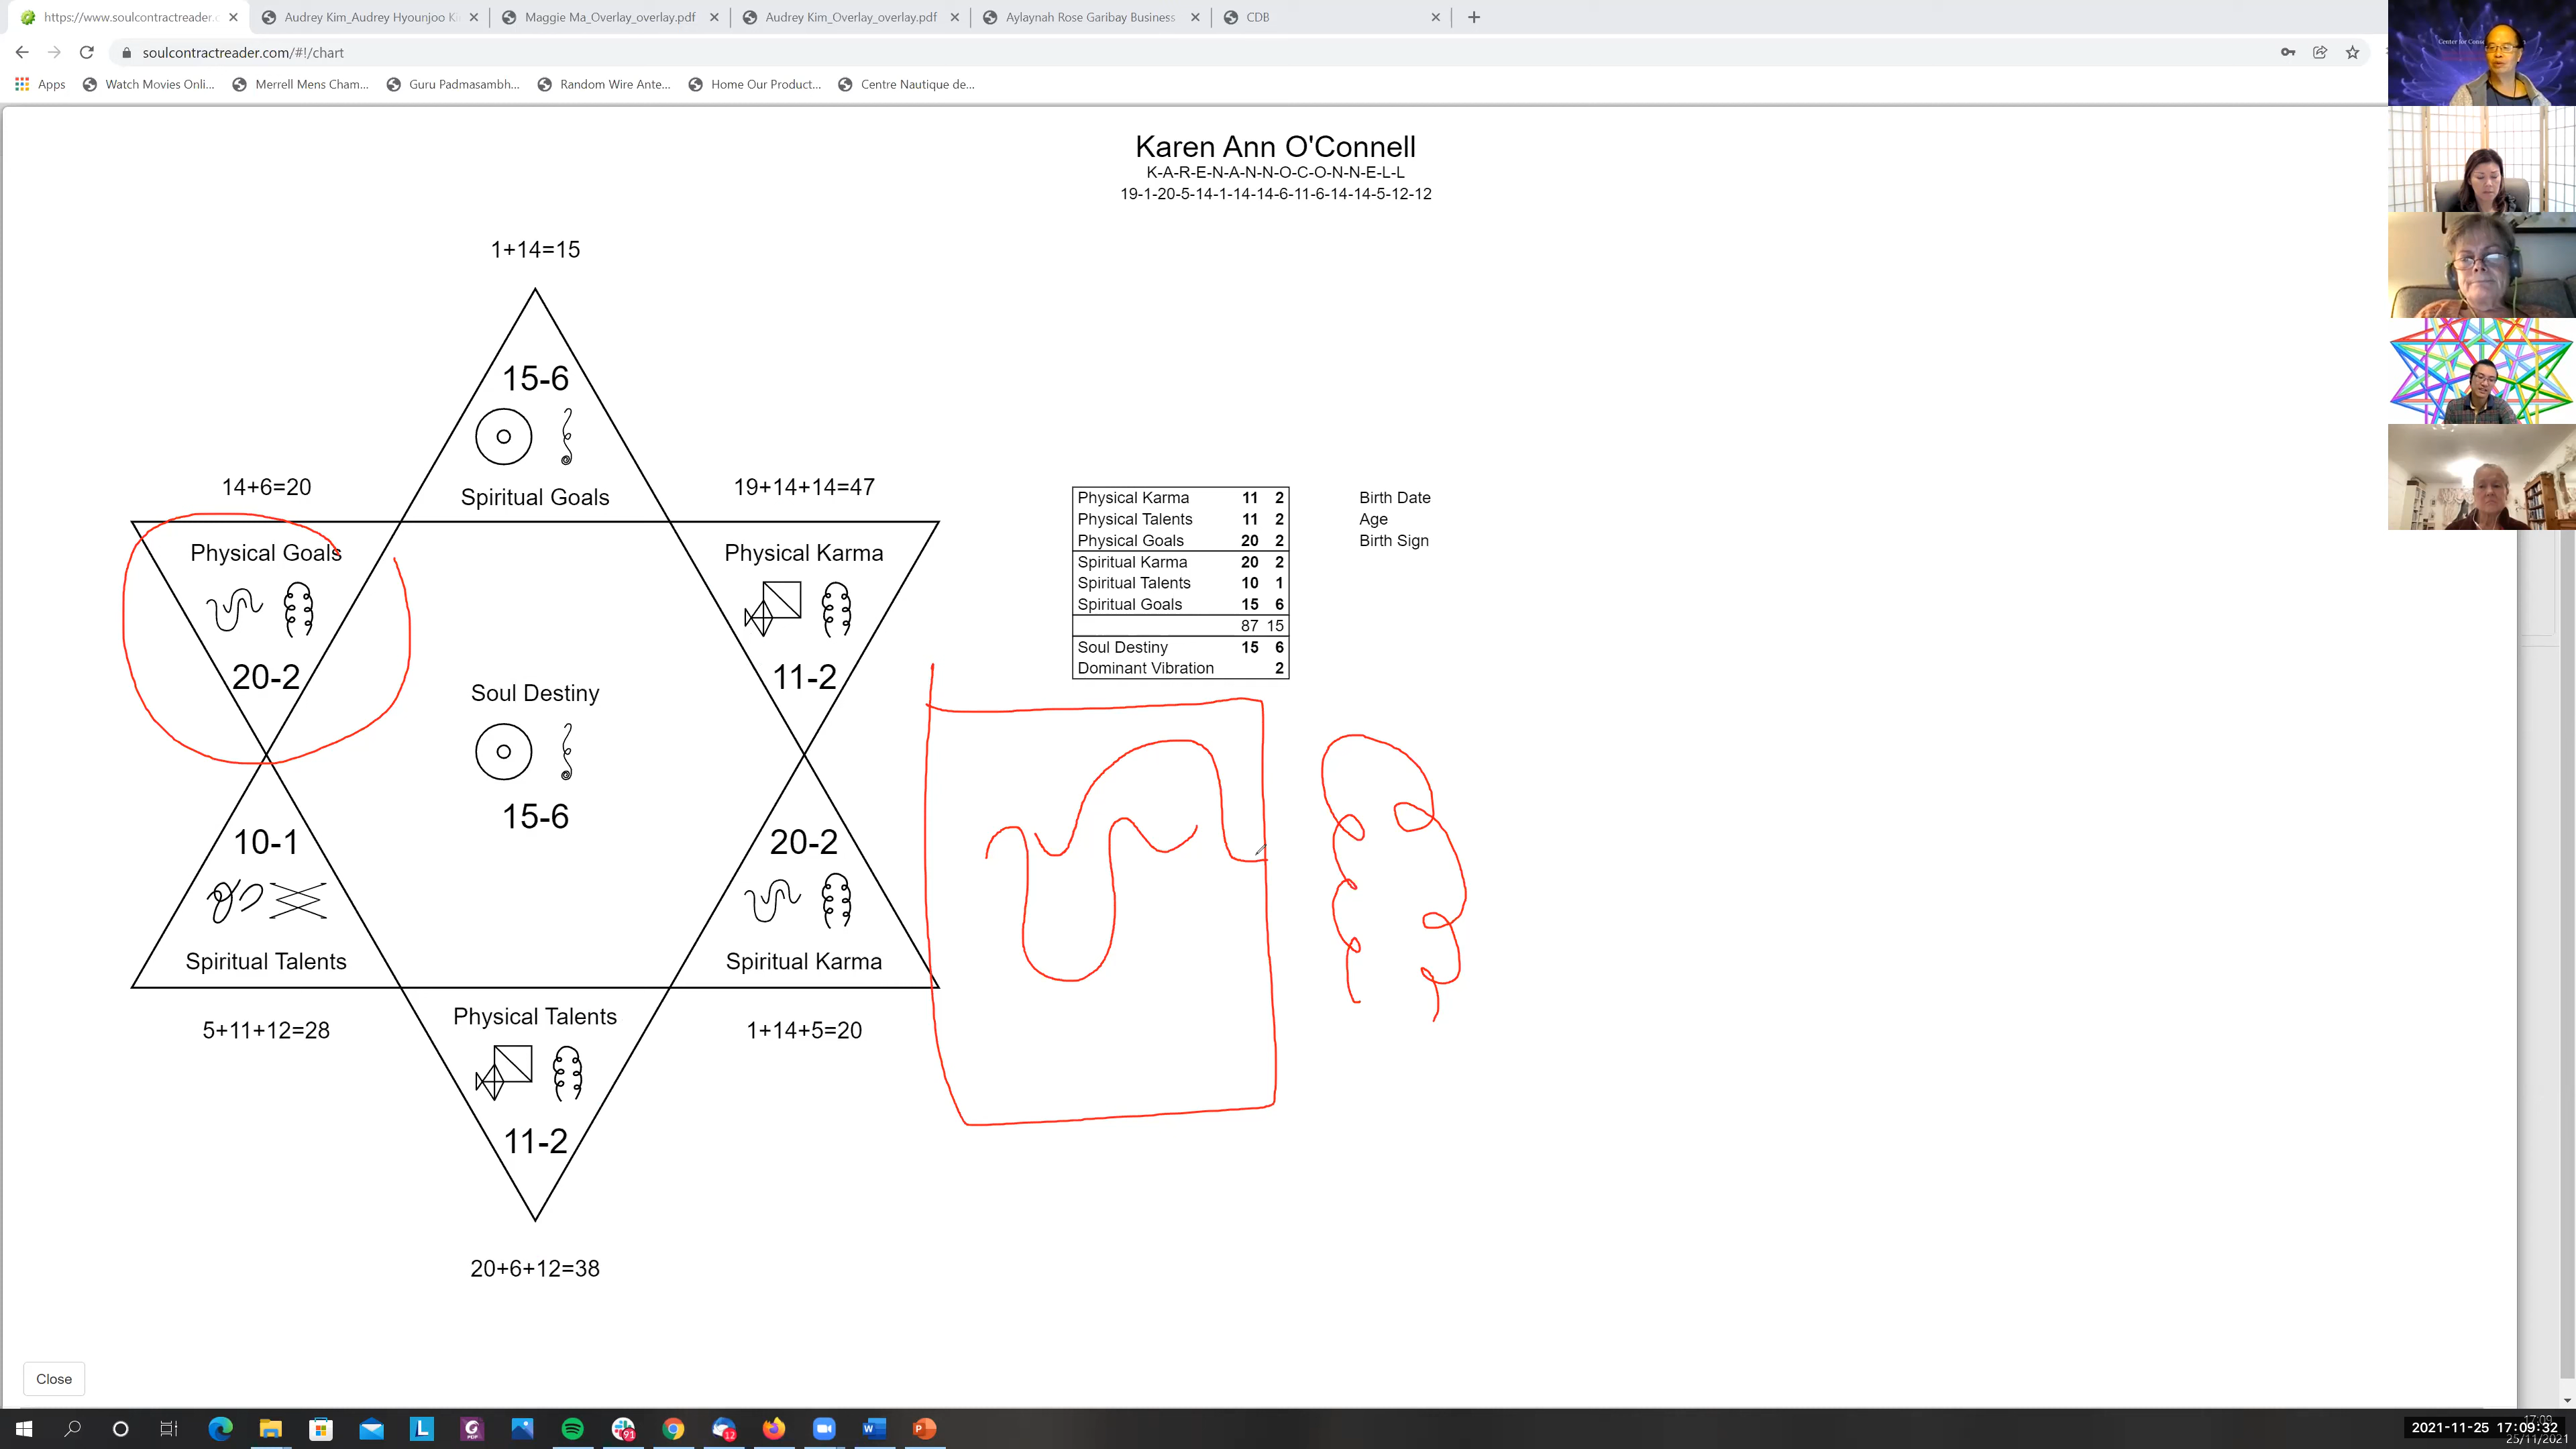 https://www.soulcontractreader.c
Audrey Kim_Audrey Hyounjoo Ki
Maggie Ma_Overlay_overlay.pdf
Audrey Kim_Overlay_overlay.pdf
Aylaynah Rose Garibay Business
CDB
soulcontractreader.com/#!/chart
Apps
Watch Movies Onli...
Merrell Mens Cham...
Guru Padmasambh...
Random Wire Ante...
Home Our Product...
Centre Nautique de...
Karen Ann O'Connell
K-A-R-E-N-A-N-N-O-C-O-N-N-E-L-L
19-1-20-5-14-1-14-14-6-11-6-14-14-5-12-12
1+14=15
15-6
Spiritual Goals
14+6=20
19+14+14=47
Physical Goals
20-2
Physical Karma
11-2
Soul Destiny
15-6
10-1
Spiritual Talents
20-2
Spiritual Karma
5+11+12=28
Physical Talents
11-2
1+14+5=20
20+6+12=38
Physical Karma 11 2
Physical Talents 11 2
Physical Goals 20 2
Spiritual Karma 20 2
Spiritual Talents 10 1
Spiritual Goals 15 6
87 15
Soul Destiny 15 6
Dominant Vibration 2
Birth Date
Age
Birth Sign
Close
91
12
17:09
2021-11-25 17:09:32
25/11/2021